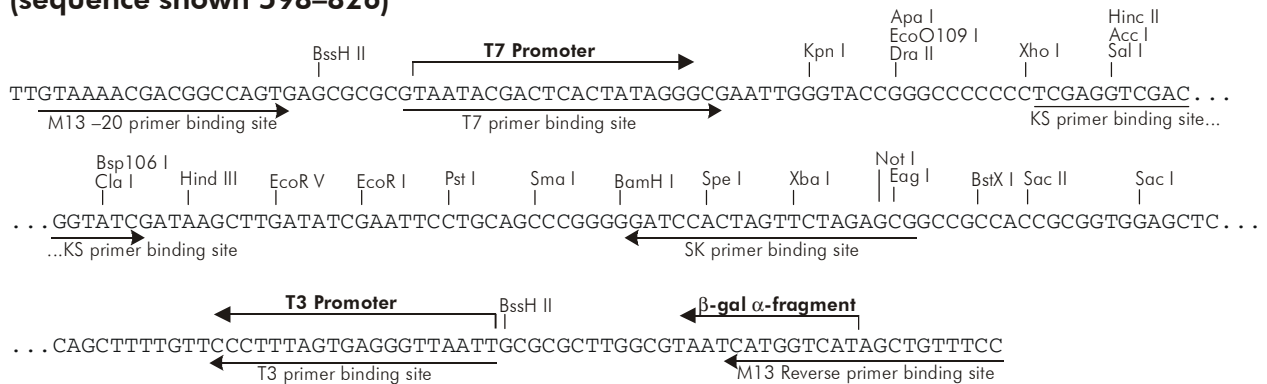 (sequence shown 598–826)
Apa I
Hinc II
EcoO109 I
Acc I
BssH II
T7 Promoter
Kpn I
Dra II
Xho I
Sal I
TTGTAAAACGACGGCCAGTGAGCGCGCGTAATACGACTCACTATAGGGCGAATTGGGTACCGGGCCCCCCCTCGAGGTCGAC...
M13 –20 primer binding site
T7 primer binding site
KS primer binding site...
Bsp106 I
Not I
Cla I
Hind III
EcoR V
EcoR I
Pst I
Sma I
BamH I
Spe I
Xba I
Eag I
BstX I
Sac II
Sac I
...GGTATCGATAAGCTTGATATCGAATTCCTGCAGCCCGGGGGATCCACTAGTTCTAGAGCGGCCGCCACCGCGGTGGAGCTC...
...KS primer binding site
SK primer binding site
T3 Promoter
BssH II
β-gal α-fragment
...CAGCTTTTGTTCCCTTTAGTGAGGGTTAATTGCGCGCTTGGCGTAATCATGGTCATAGCTGTTTCC
T3 primer binding site
M13 Reverse primer binding site